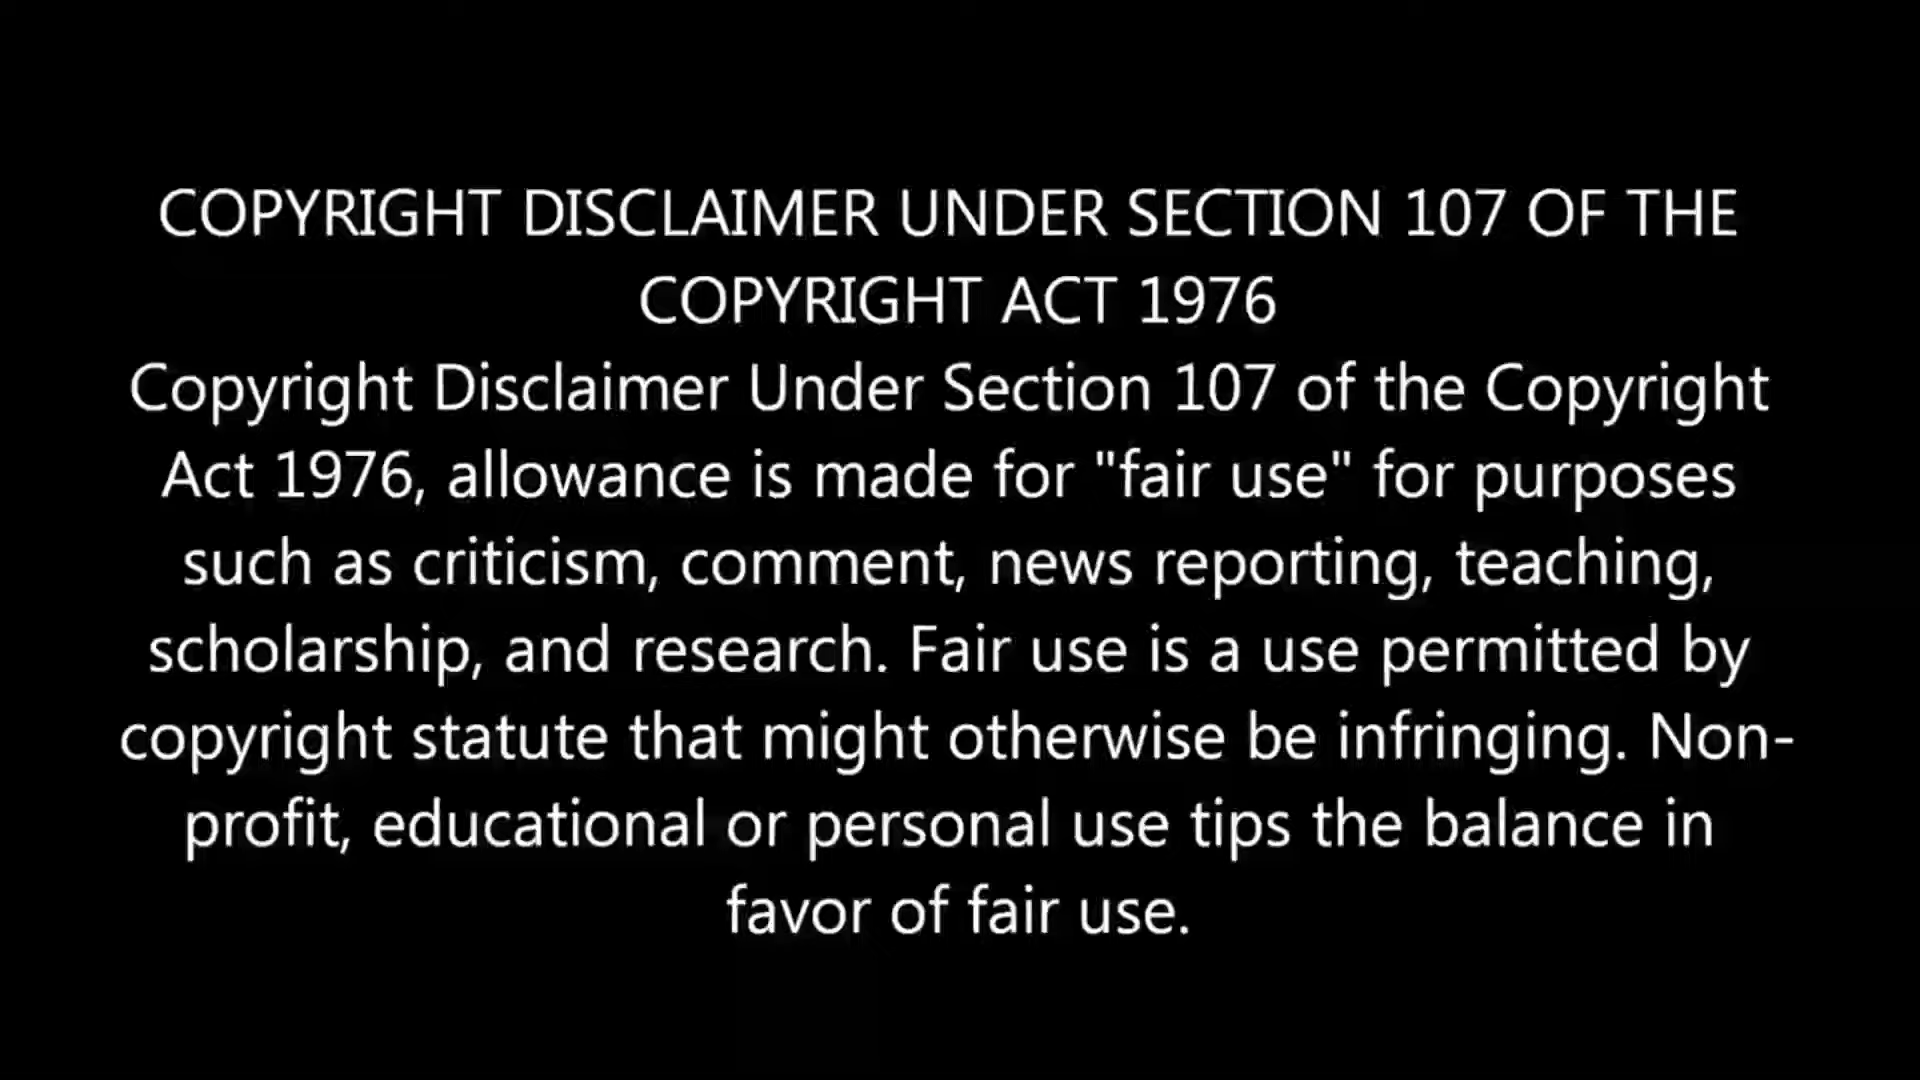 COPYRIGHT DISCLAIMER UNDER SECTION 107 OF THE
COPYRIGHT ACT 1976
Copyright Disclaimer Under Section 107 of the Copyright
Act 1976, allowance is made for "fair use" for purposes
such as criticism, comment, news reporting, teaching,
scholarship, and research. Fair use is a use permitted by
copyright statute that might otherwise be infringing. Non-
profit, educational or personal use tips the balance in
favor of fair use.